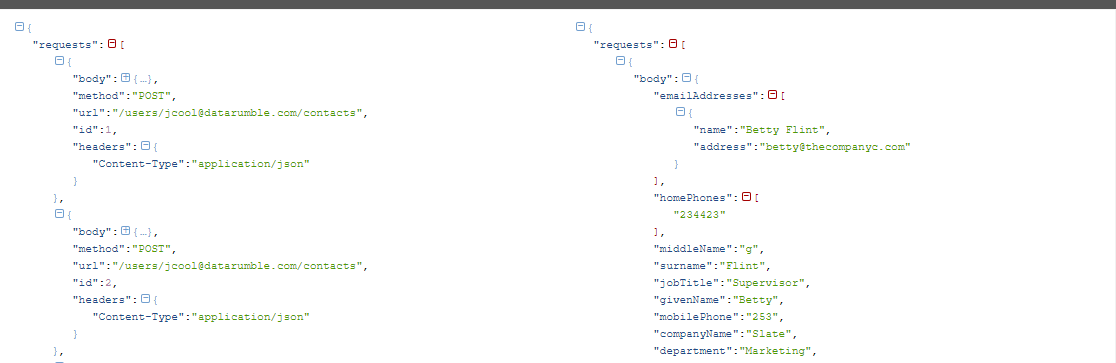 {
"requests": [
{
"body": {…},
"method":"POST",
"url":"/users/jcool@datarumble.com/contacts",
"id":1,
"headers": {
"Content-Type":"application/json"
}
},
{
"body": {…},
"method":"POST",
"url":"/users/jcool@datarumble.com/contacts",
"id":2,
"headers": {
"Content-Type":"application/json"
}
},
{
"requests": [
{
"body": {
"emailAddresses": [
{
"name":"Betty Flint",
"address":"betty@thecompanyc.com"
}
],
"homePhones": [
"234423"
],
"middleName":"g",
"surname":"Flint",
"jobTitle":"Supervisor",
"givenName":"Betty",
"mobilePhone":"253",
"companyName":"Slate",
"department":"Marketing",